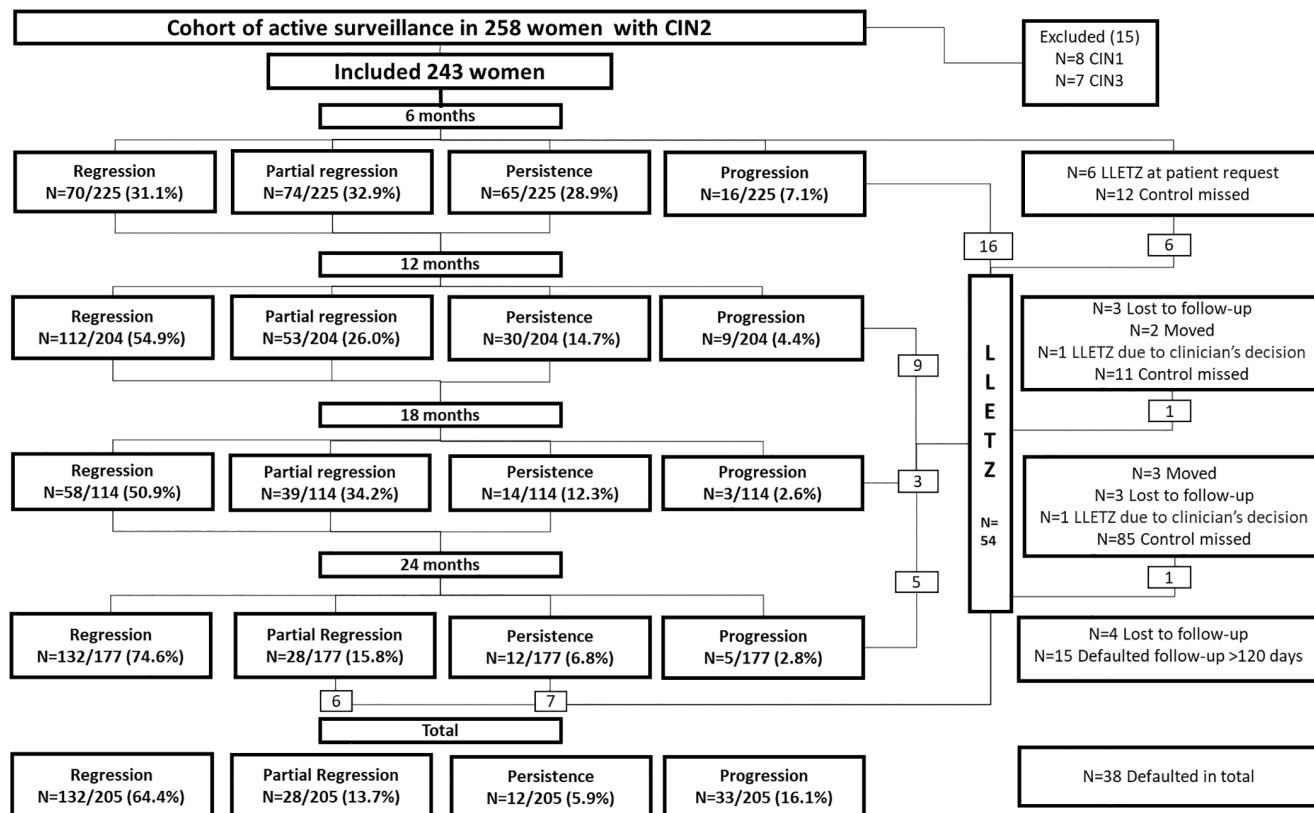 Cohort of active surveillance in 258 women with CIN2
Excluded (15)
N=8 CIN1
N=7 CIN3
Included 243 women
6 months
Regression
N=70/225 (31.1%)
Partial regression
N=74/225 (32.9%)
Persistence
N=65/225 (28.9%)
Progression
N=16/225 (7.1%)
N=6 LLETZ at patient request
N=12 Control missed
16
6
12 months
Regression
N=112/204 (54.9%)
Partial regression
N=53/204 (26.0%)
Persistence
N=30/204 (14.7%)
Progression
N=9/204 (4.4%)
9
L
L
E
T
Z
N=
54
N=3 Lost to follow-up
N=2 Moved
N=1 LLETZ due to clinician's decision
N=11 Control missed
1
18 months
Regression
N=58/114 (50.9%)
Partial regression
N=39/114 (34.2%)
Persistence
N=14/114 (12.3%)
Progression
N=3/114 (2.6%)
3
N=3 Moved
N=3 Lost to follow-up
N=1 LLETZ due to clinician's decision
N=85 Control missed
1
24 months
5
Regression
N=132/177 (74.6%)
Partial Regression
N=28/177 (15.8%)
Persistence
N=12/177 (6.8%)
Progression
N=5/177 (2.8%)
N=4 Lost to follow-up
N=15 Defaulted follow-up >120 days
6
7
Total
Regression
N=132/205 (64.4%)
Partial Regression
N=28/205 (13.7%)
Persistence
N=12/205 (5.9%)
Progression
N=33/205 (16.1%)
N=38 Defaulted in total